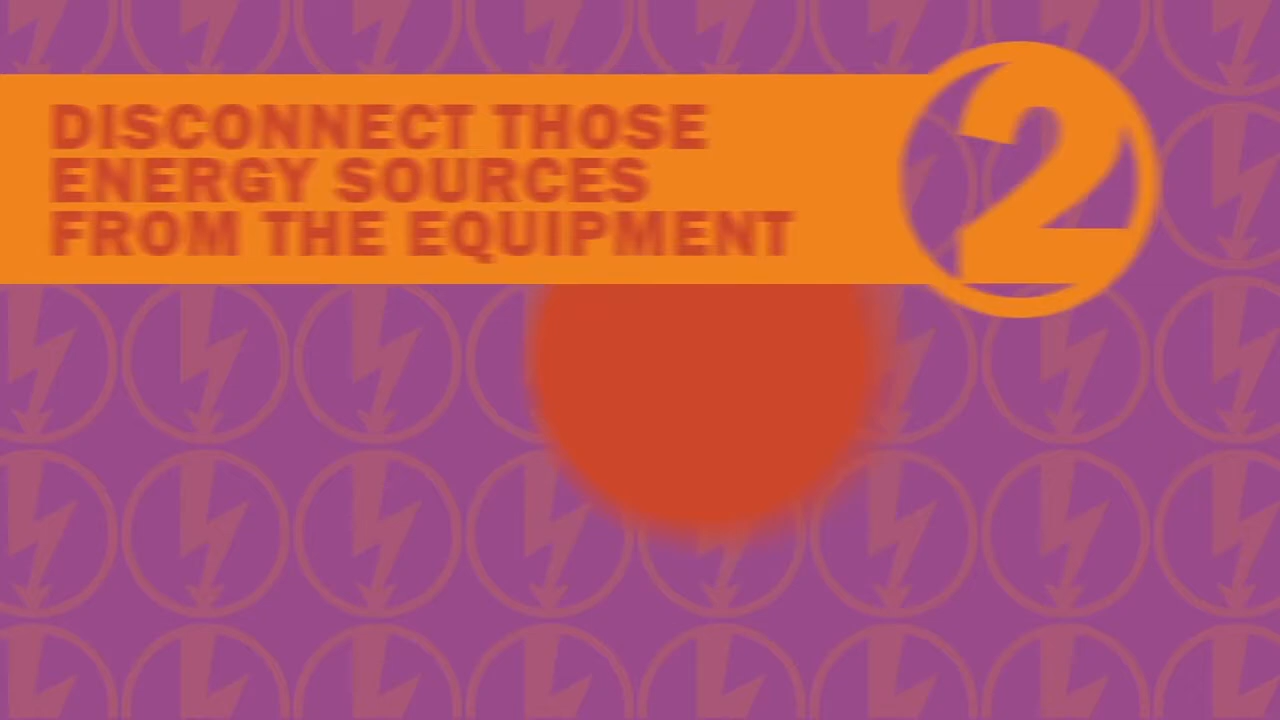 DISCONNECT THOSE
ENERGY SOURCES
FROM THE EQUIPMENT
2